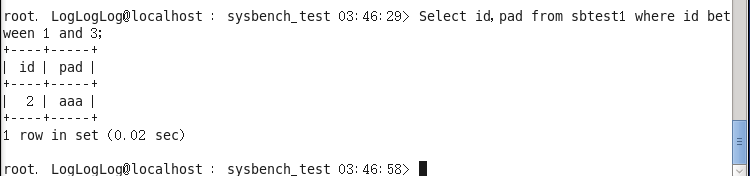 root. LogLogLog@localhost : sysbench_test 03:46:29> Select id,pad from sbtest1 where id bet
ween 1 and 3;
+----+-----+
| id | pad |
+----+-----+
|  2 | aaa |
+----+-----+
1 row in set (0.02 sec)
root. LogLogLog@localhost : sysbench_test 03:46:58>